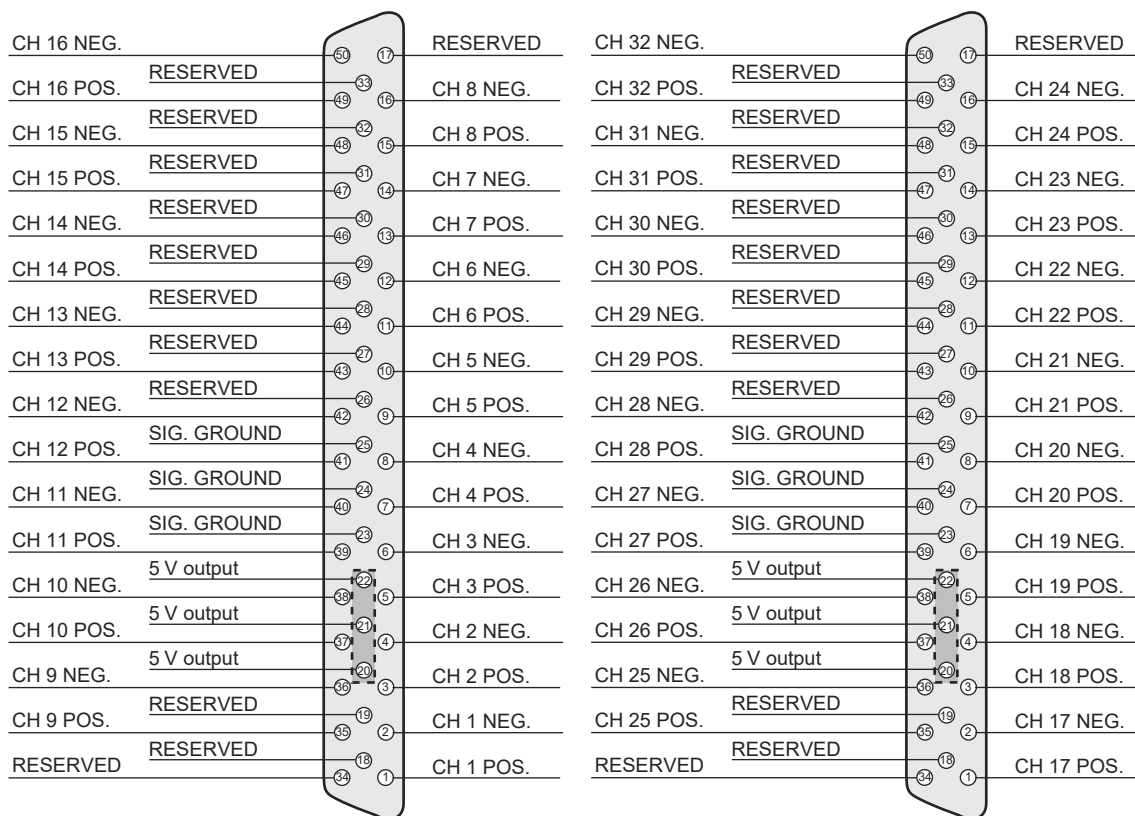 CH 16 NEG.
50
17
RESERVED
RESERVED
33
CH 16 POS.
49
16
CH 8 NEG.
RESERVED
32
CH 15 NEG.
48
15
CH 8 POS.
RESERVED
31
CH 15 POS.
47
14
CH 7 NEG.
RESERVED
30
CH 14 NEG.
46
13
CH 7 POS.
RESERVED
29
CH 14 POS.
45
12
CH 6 NEG.
RESERVED
28
CH 13 NEG.
44
11
CH 6 POS.
RESERVED
27
CH 13 POS.
43
10
CH 5 NEG.
RESERVED
26
CH 12 NEG.
42
9
CH 5 POS.
SIG. GROUND
25
CH 12 POS.
41
8
CH 4 NEG.
SIG. GROUND
24
CH 11 NEG.
40
7
CH 4 POS.
SIG. GROUND
23
CH 11 POS.
39
6
CH 3 NEG.
5 V output
22
CH 10 NEG.
38
5
CH 3 POS.
5 V output
21
CH 10 POS.
37
4
CH 2 NEG.
5 V output
20
CH 9 NEG.
36
3
CH 2 POS.
RESERVED
19
CH 9 POS.
35
2
CH 1 NEG.
RESERVED
18
RESERVED
34
1
CH 1 POS.
CH 32 NEG.
50
17
RESERVED
RESERVED
33
CH 32 POS.
49
16
CH 24 NEG.
RESERVED
32
CH 31 NEG.
48
15
CH 24 POS.
RESERVED
31
CH 31 POS.
47
14
CH 23 NEG.
RESERVED
30
CH 30 NEG.
46
13
CH 23 POS.
RESERVED
29
CH 30 POS.
45
12
CH 22 NEG.
RESERVED
28
CH 29 NEG.
44
11
CH 22 POS.
RESERVED
27
CH 29 POS.
43
10
CH 21 NEG.
RESERVED
26
CH 28 NEG.
42
9
CH 21 POS.
SIG. GROUND
25
CH 28 POS.
41
8
CH 20 NEG.
SIG. GROUND
24
CH 27 NEG.
40
7
CH 20 POS.
SIG. GROUND
23
CH 27 POS.
39
6
CH 19 NEG.
5 V output
22
CH 26 NEG.
38
5
CH 19 POS.
5 V output
21
CH 26 POS.
37
4
CH 18 NEG.
5 V output
20
CH 25 NEG.
36
3
CH 18 POS.
RESERVED
19
CH 25 POS.
35
2
CH 17 NEG.
RESERVED
18
RESERVED
34
1
CH 17 POS.